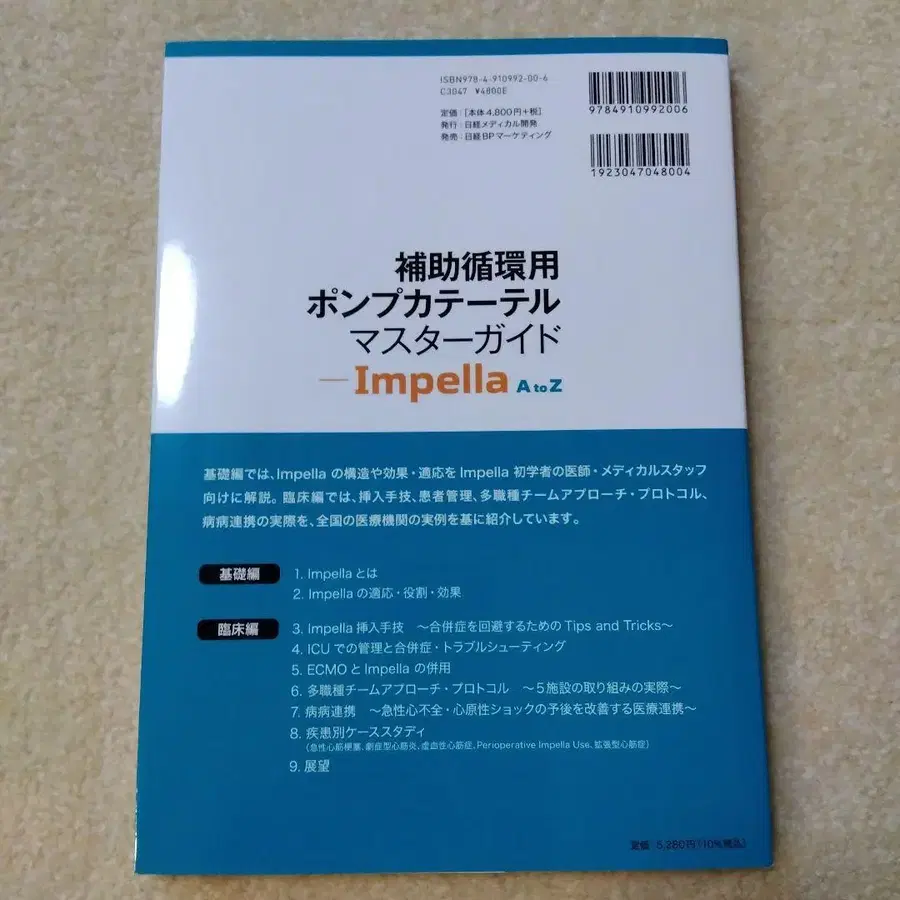 ISBN978-4-910992-00-6
C3047 ¥4800E
定価:[本体4,800円+税]
発行:日経メディカル開発
発売:日経BPマーケティング
9784910992006
1923047048004
補助循環用
ポンプカテーテル
マスターガイド
―Impella A to Z
基礎編では、Impella の構造や効果・適応を Impella 初学者の医師・メディカルスタッフ
向けに解説。臨床編では、挿入手技、患者管理、多職種チームアプローチ・プロトコル、
病病連携の実際を、全国の医療機関の実例を基に紹介しています。
基礎編
1. Impella とは
2. Impella の適応・役割・効果
臨床編
3. Impella 挿入手技 ～合併症を回避するための Tips and Tricks～
4. ICU での管理と合併症・トラブルシューティング
5. ECMO と Impella の併用
6. 多職種チームアプローチ・プロトコル ～5施設の取り組みの実際～
7. 病病連携 ～急性心不全・心原性ショックの予後を改善する医療連携～
8. 疾患別ケーススタディ
(急性心筋梗塞、劇症型心筋炎、虚血性心筋症、Perioperative Impella Use、拡張型心筋症)
9. 展望
定価 5,280円(10%税込)